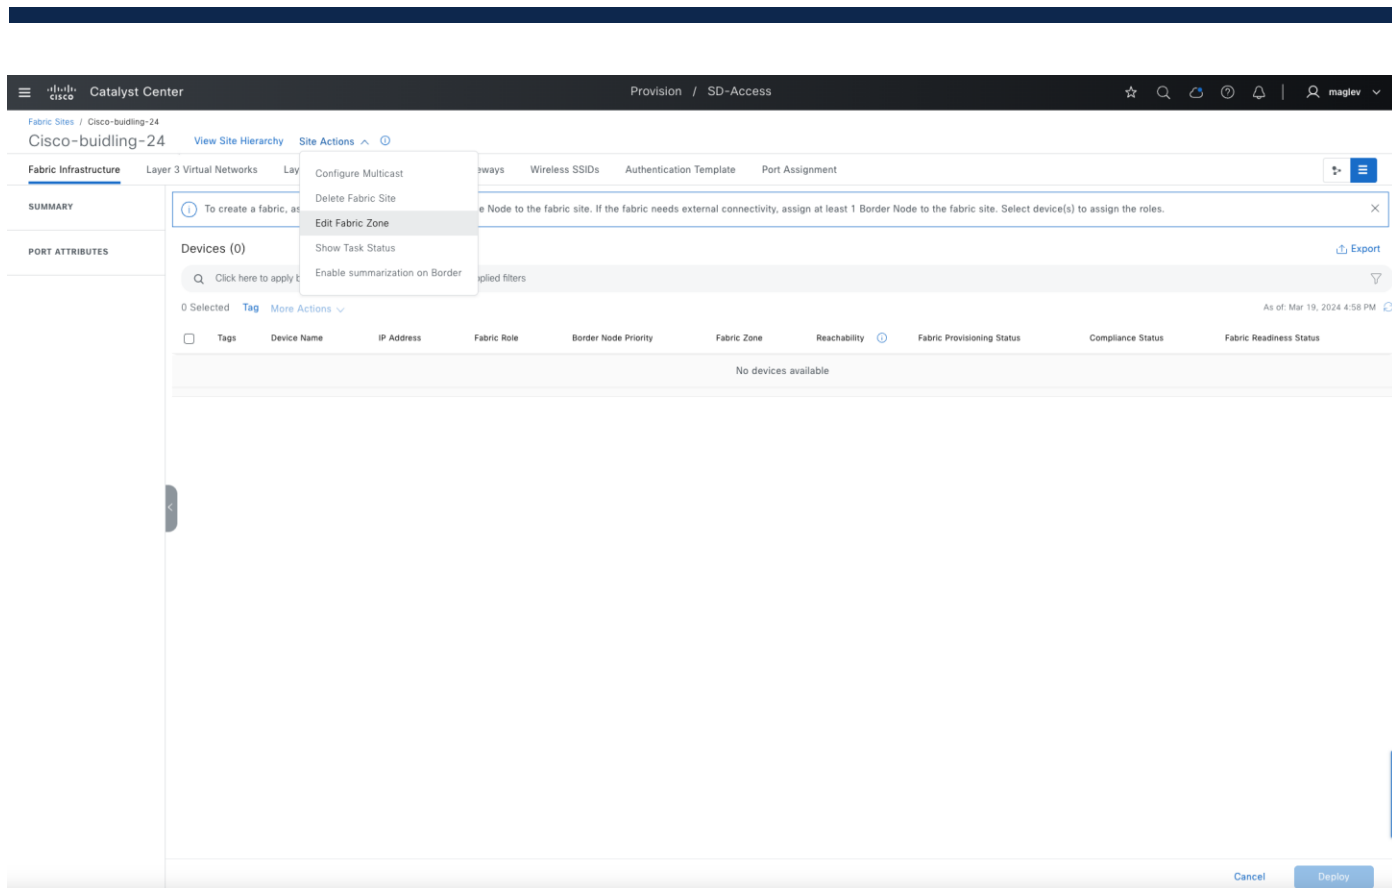 cisco Catalyst Center Provision / SD-Access maglev
Fabric Sites / Cisco-buidling-24
Cisco-buidling-24 View Site Hierarchy Site Actions
Fabric Infrastructure Layer 3 Virtual Networks Lay eways Wireless SSIDs Authentication Template Port Assignment
Configure Multicast
Delete Fabric Site
Edit Fabric Zone
Show Task Status
Enable summarization on Border
SUMMARY
PORT ATTRIBUTES
To create a fabric, as e Node to the fabric site. If the fabric needs external connectivity, assign at least 1 Border Node to the fabric site. Select device(s) to assign the roles.
Devices (0) Export
Click here to apply b plied filters
0 Selected Tag More Actions As of: Mar 19, 2024 4:58 PM
Tags Device Name IP Address Fabric Role Border Node Priority Fabric Zone Reachability Fabric Provisioning Status Compliance Status Fabric Readiness Status
No devices available
Cancel Deploy